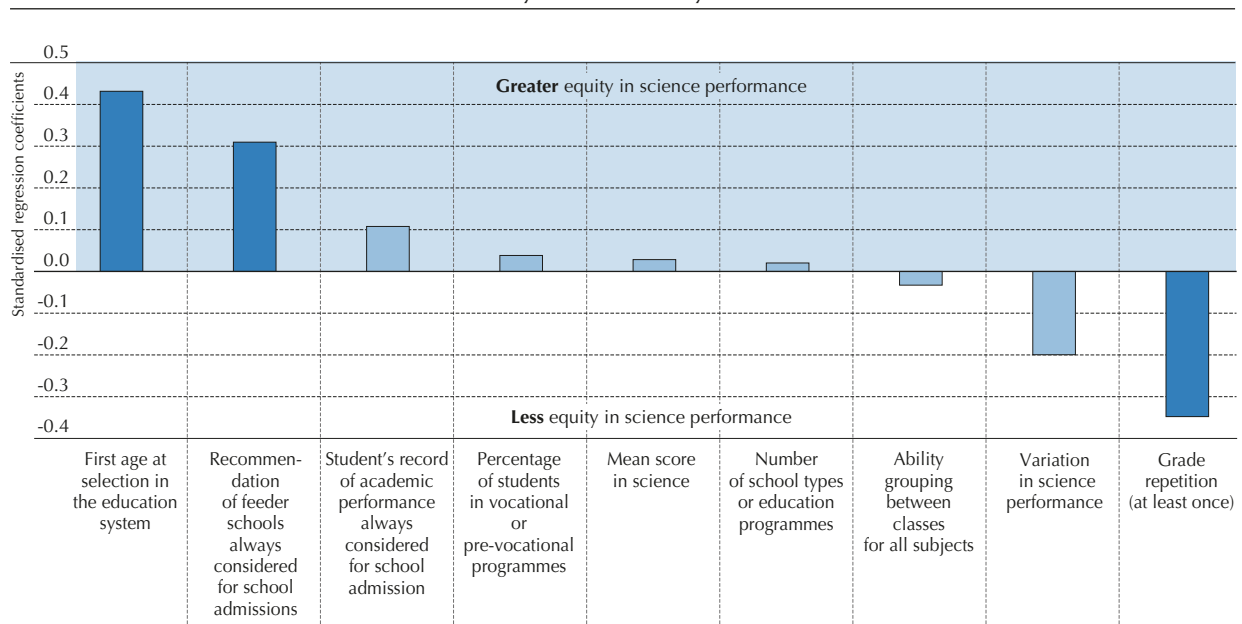 0.5
Greater equity in science performance
0.4
0.3
0.2
0.1
0.0
-0.1
-0.2
-0.3
Less equity in science performance
-0.4
Standardised regression coefficients
First age at
selection in
the education
system
Recommen-
dation
of feeder
schools
always
considered
for school
admissions
Student's record
of academic
performance
always
considered
for school
admission
Percentage
of students
in vocational
or
pre-vocational
programmes
Mean score
in science
Number
of school types
or education
programmes
Ability
grouping
between
classes
for all subjects
Variation
in science
performance
Grade
repetition
(at least once)